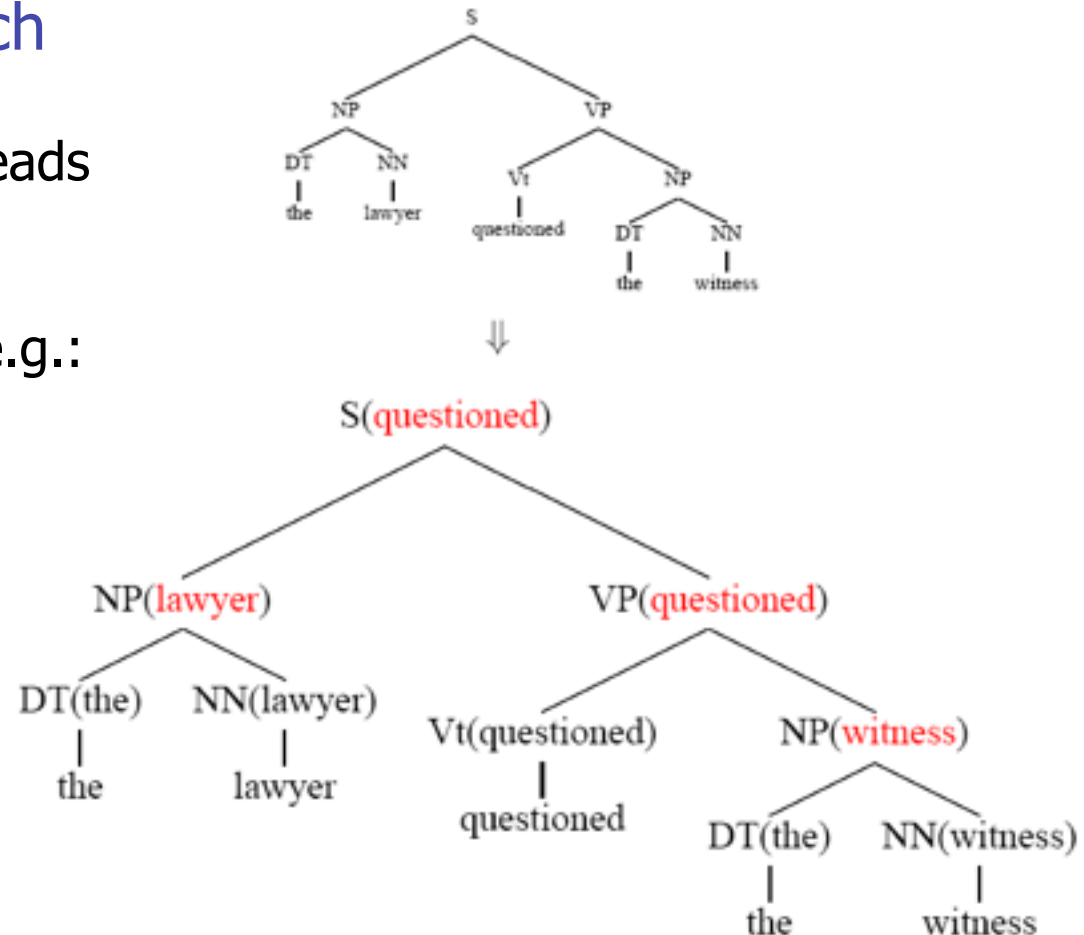 ch
eads
e.g.:
S
NP VP
DT NN Vt NP
the lawyer questioned DT NN
the witness
⇓
S(questioned)
NP(lawyer) VP(questioned)
DT(the) NN(lawyer) Vt(questioned) NP(witness)
the lawyer questioned DT(the) NN(witness)
the witness